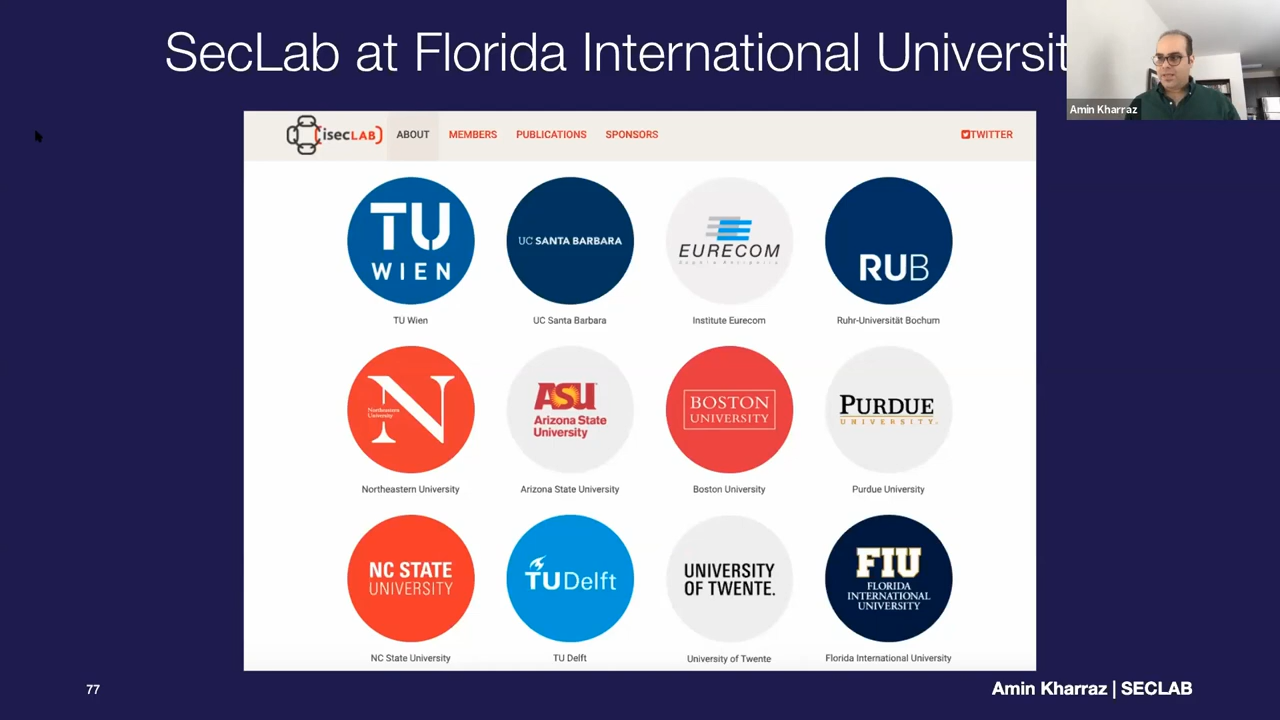 SecLab at Florida International Universit
Amin Kharraz
iSECLAB ABOUT MEMBERS PUBLICATIONS SPONSORS TWITTER
TU
WIEN
UC SANTA BARBARA
EURECOM
RUB
TU Wien
UC Santa Barbara
Institute Eurecom
Ruhr-Universität Bochum
Northeastern
University
N
ASU
Arizona State
University
BOSTON
UNIVERSITY
PURDUE
UNIVERSITY.
Northeastern University
Arizona State University
Boston University
Purdue University
NC STATE
UNIVERSITY
TUDelft
UNIVERSITY
OF TWENTE.
FIU
FLORIDA
INTERNATIONAL
UNIVERSITY
NC State University
TU Delft
University of Twente
Florida International University
77
Amin Kharraz | SECLAB